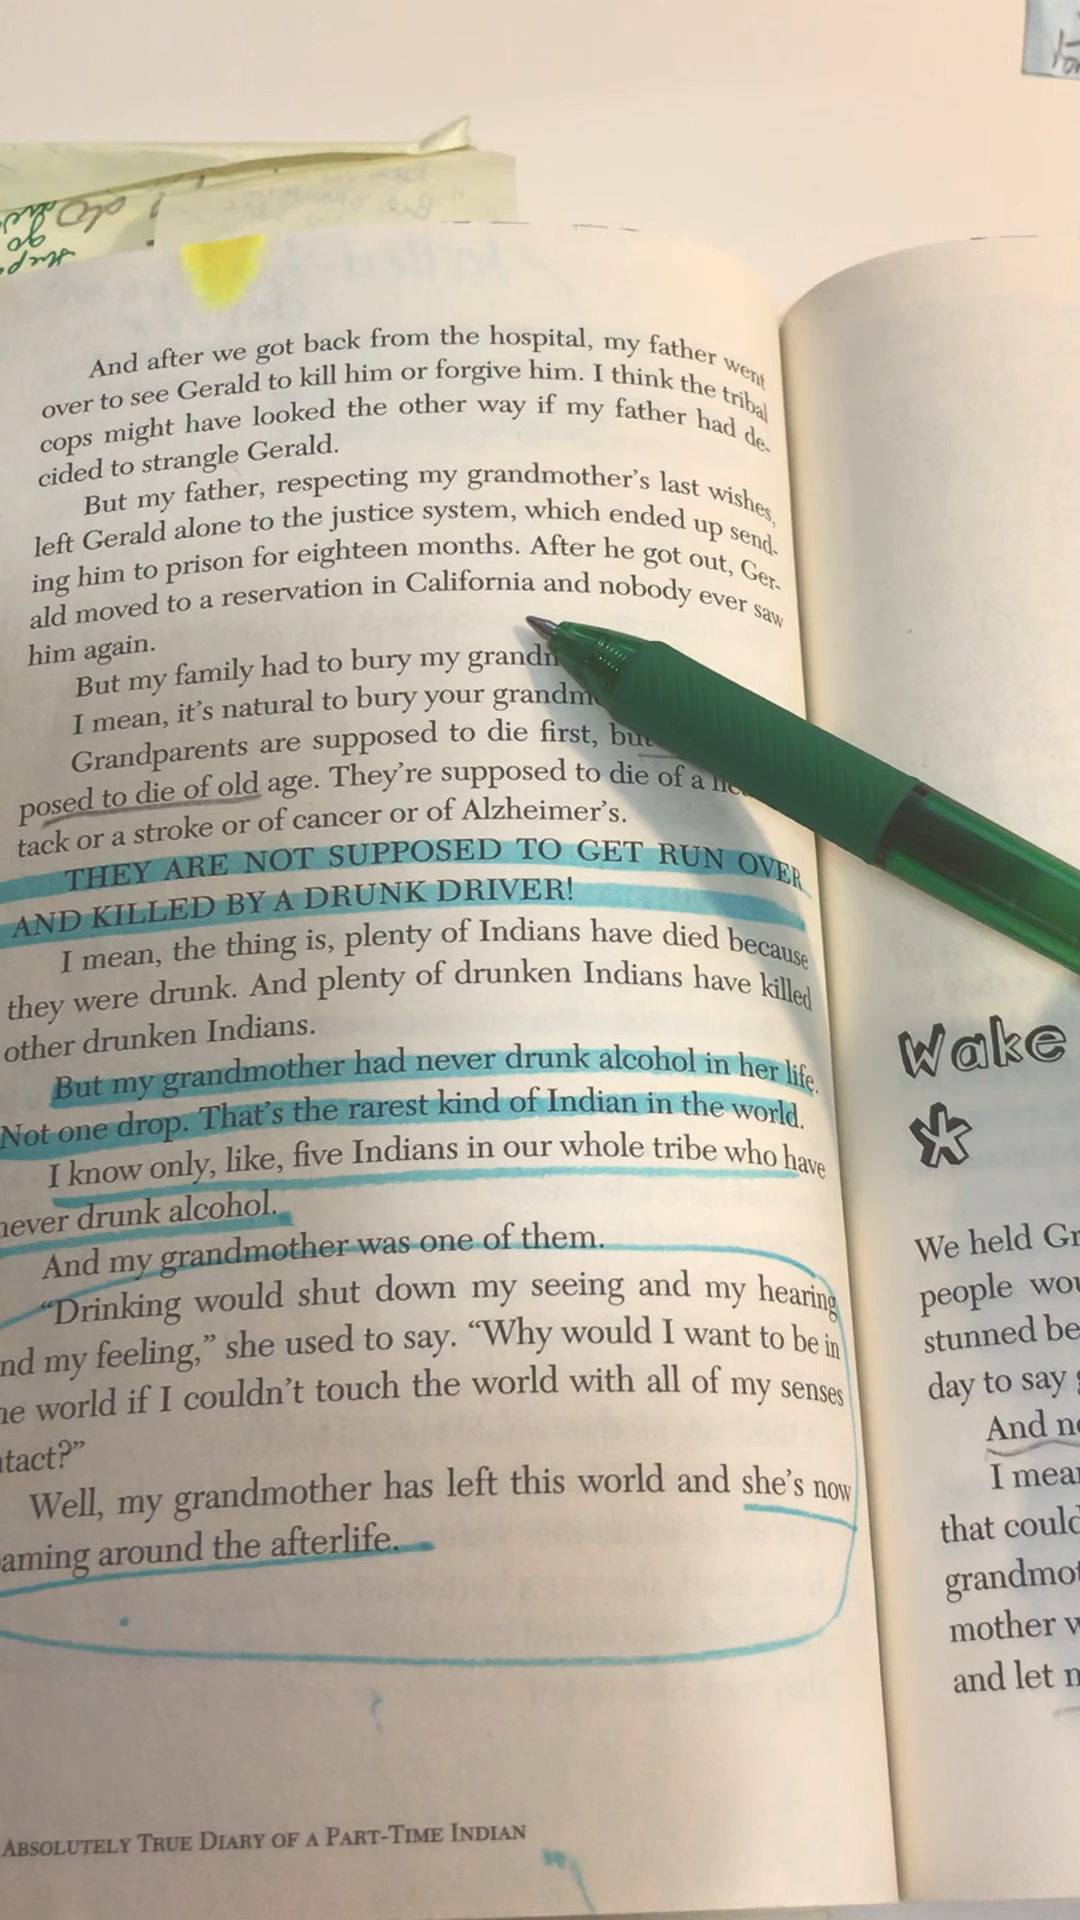 And after we got back from the hospital, my father went
over to see Gerald to kill him or forgive him. I think the tribal
cops might have looked the other way if my father had de-
cided to strangle Gerald.
But my father, respecting my grandmother's last wishes,
left Gerald alone to the justice system, which ended up send-
ing him to prison for eighteen months. After he got out, Ger-
ald moved to a reservation in California and nobody ever saw
him again.
But my family had to bury my grandm
I mean, it's natural to bury your grandm
Grandparents are supposed to die first, but
posed to die of old age. They're supposed to die of a
tack or a stroke or of cancer or of Alzheimer's.
THEY ARE NOT SUPPOSED TO GET RUN OVER
AND KILLED BY A DRUNK DRIVER!
I mean, the thing is, plenty of Indians have died because
they were drunk. And plenty of drunken Indians have killed
other drunken Indians.
But my grandmother had never drunk alcohol in her life.
Not one drop. That's the rarest kind of Indian in the world.
I know only, like, five Indians in our whole tribe who have
never drunk alcohol.
And my grandmother was one of them.
"Drinking would shut down my seeing and my hearing
nd my feeling," she used to say. "Why would I want to be in
he world if I couldn't touch the world with all of my senses
ntact?"
Well, my grandmother has left this world and she's now
aming around the afterlife.
ABSOLUTELY TRUE DIARY OF A PART-TIME INDIAN
Wake
We held Gr
people wou
stunned be
day to say
And no
I mean
that could
grandmot
mother w
and let m